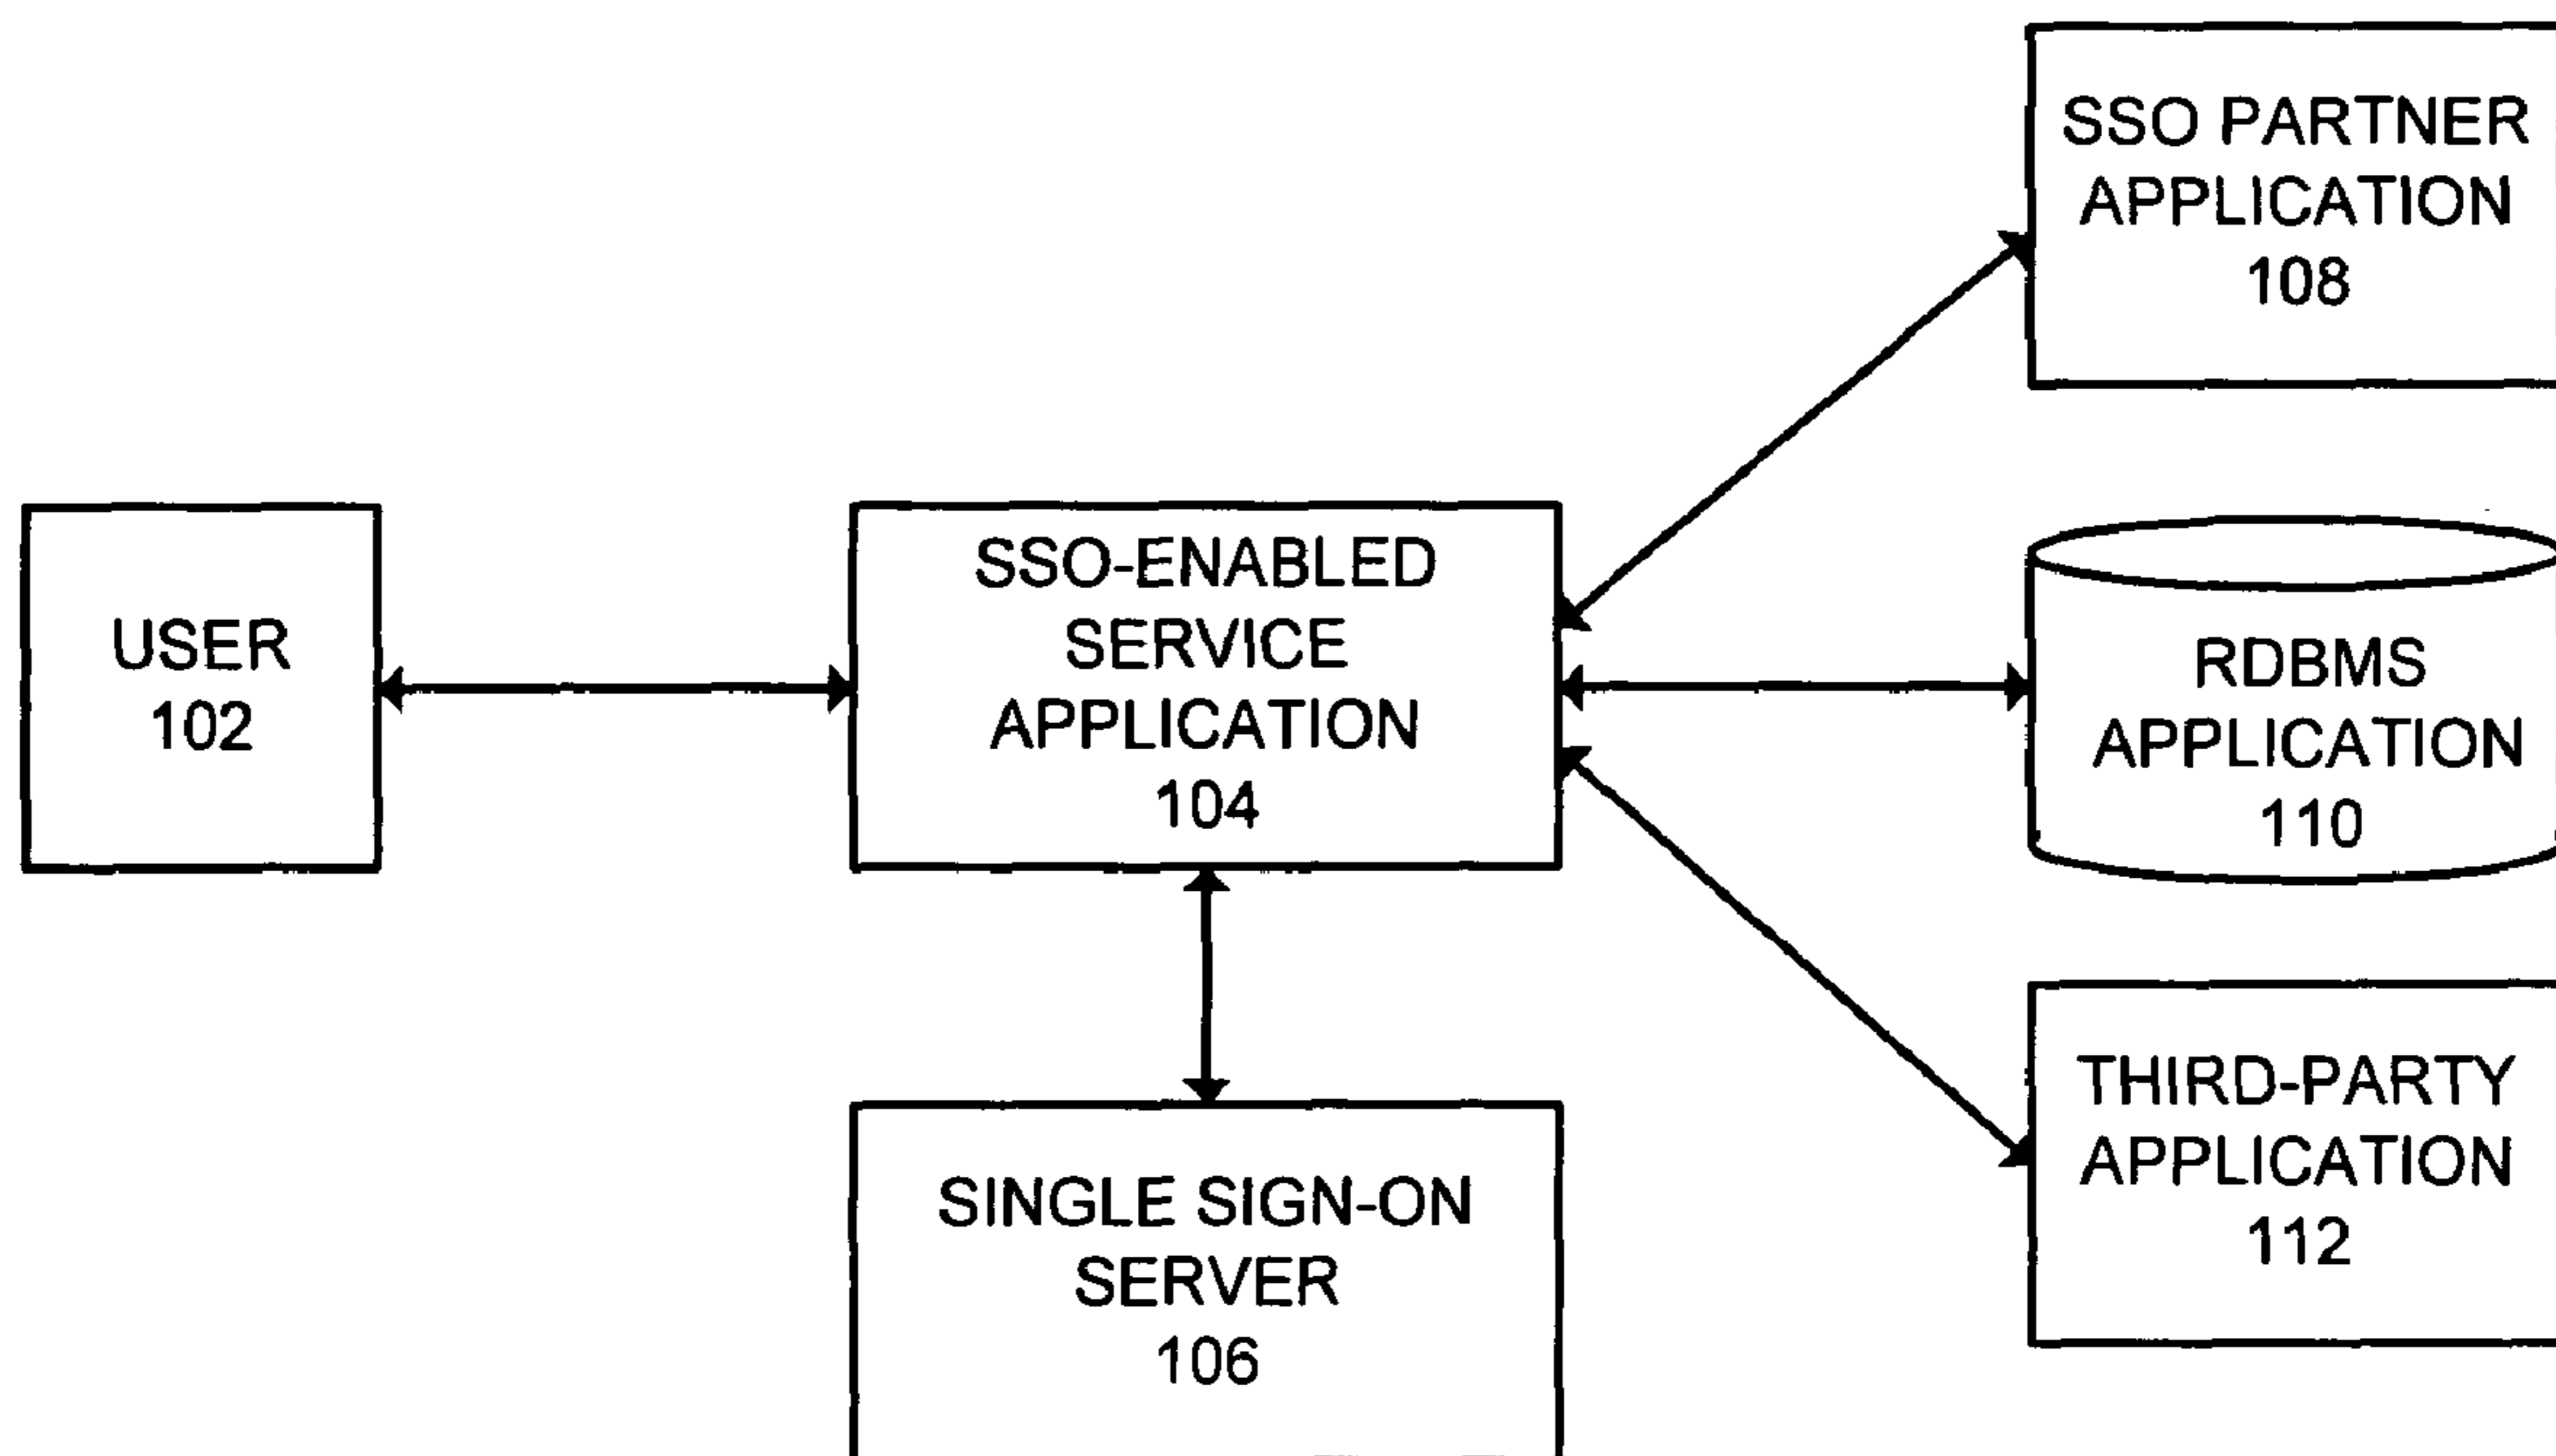 SSO PARTNER
APPLICATION
108
USER
102
SSO-ENABLED
SERVICE
APPLICATION
104
RDBMS
APPLICATION
110
SINGLE SIGN-ON
SERVER
106
THIRD-PARTY
APPLICATION
112